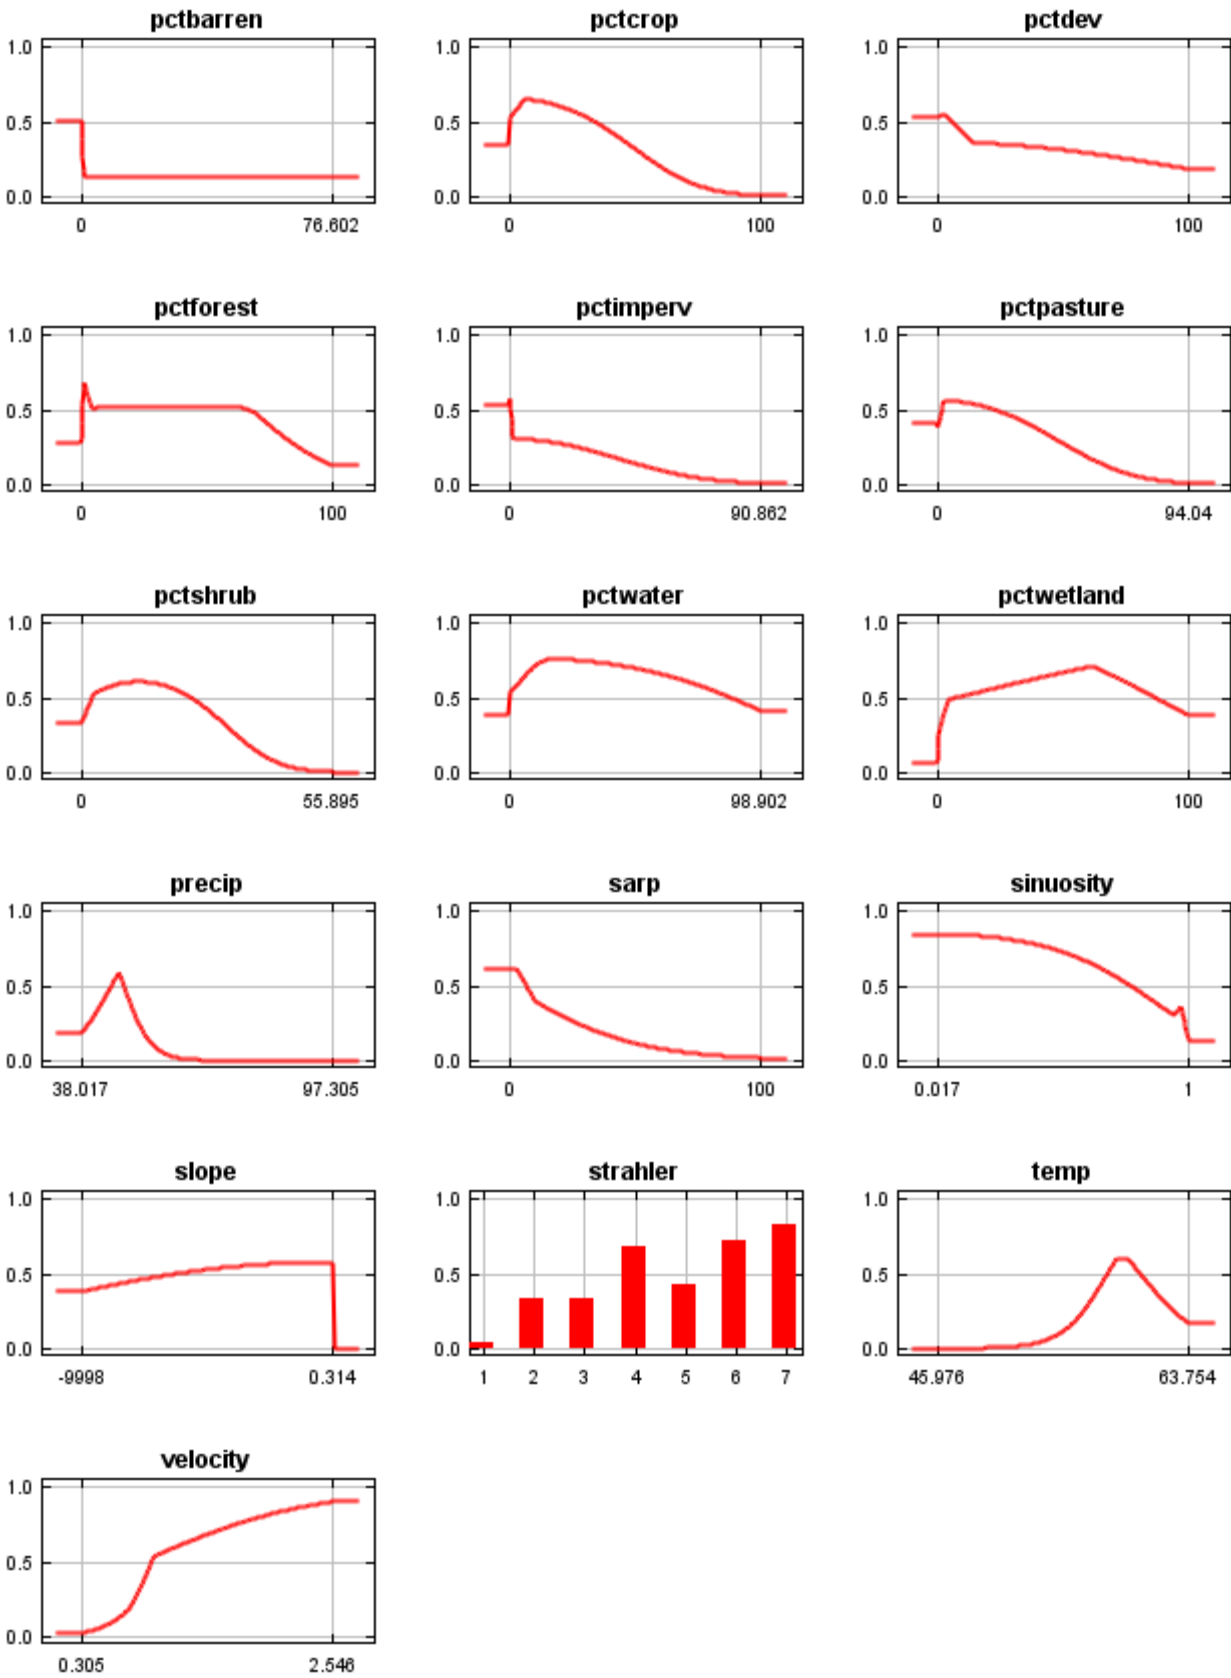 pctbarren pctcrop pctdev
1.0 1.0 1.0
0.5 0.5 0.5
0.0 0.0 0.0
0 76.602 0 100 0 100
pctforest pctimperv pctpasture
1.0 1.0 1.0
0.5 0.5 0.5
0.0 0.0 0.0
0 100 0 90.862 0 94.04
pctshrub pctwater pctwetland
1.0 1.0 1.0
0.5 0.5 0.5
0.0 0.0 0.0
0 55.895 0 98.902 0 100
precip sarp sinuosity
1.0 1.0 1.0
0.5 0.5 0.5
0.0 0.0 0.0
38.017 97.305 0 100 0.017 1
slope strahler temp
1.0 1.0 1.0
0.5 0.5 0.5
0.0 0.0 0.0
-9998 0.314 1 2 3 4 5 6 7 45.976 63.754
velocity
1.0
0.5
0.0
0.305 2.546